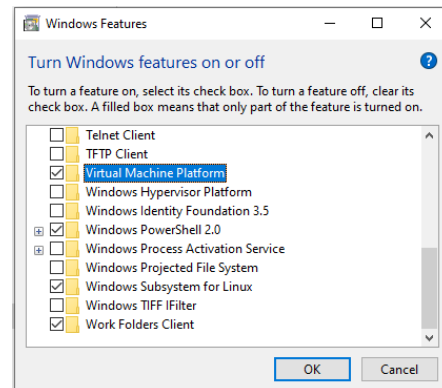 Windows Features
Turn Windows features on or off
?
To turn a feature on, select its check box. To turn a feature off, clear its
check box. A filled box means that only part of the feature is turned on.
Telnet Client
TFTP Client
Virtual Machine Platform
Windows Hypervisor Platform
Windows Identity Foundation 3.5
Windows PowerShell 2.0
Windows Process Activation Service
Windows Projected File System
Windows Subsystem for Linux
Windows TIFF IFilter
Work Folders Client
OK Cancel